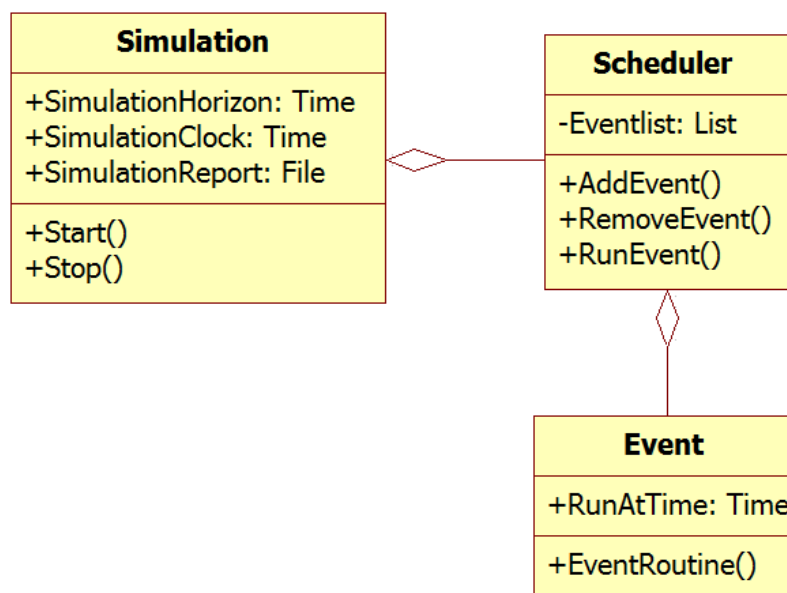 Simulation
+SimulationHorizon: Time
+SimulationClock: Time
+SimulationReport: File
+Start()
+Stop()
Scheduler
-Eventlist: List
+AddEvent()
+RemoveEvent()
+RunEvent()
Event
+RunAtTime: Time
+EventRoutine()